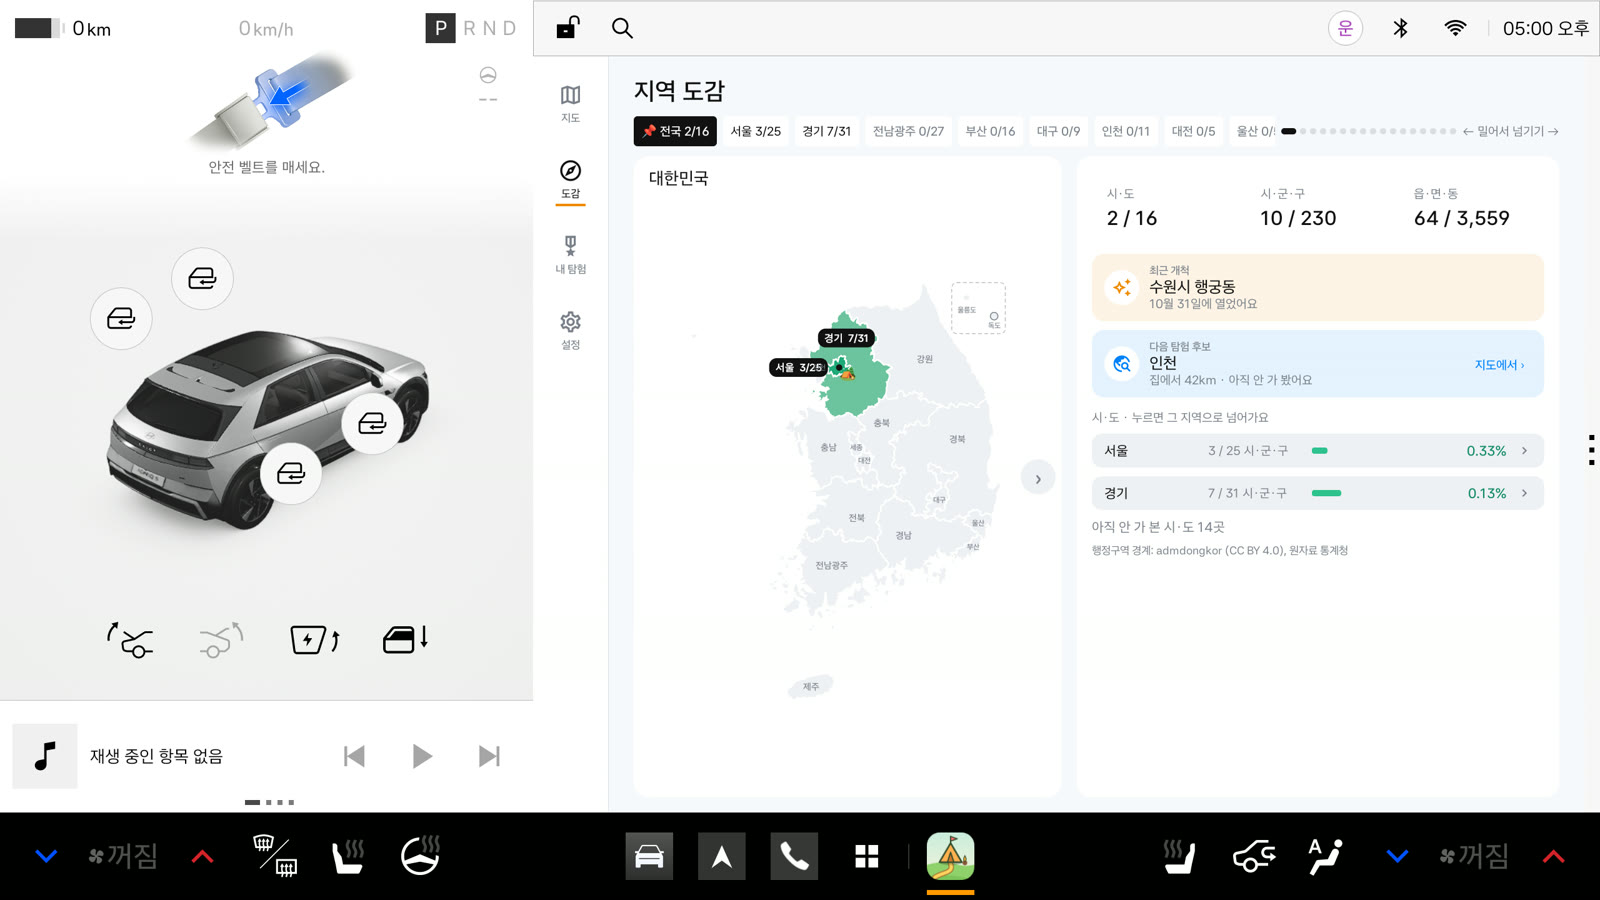 0 km
0 km/h
P R N D
안전 벨트를 매세요.
재생 중인 항목 없음
운
05:00 오후
지도
도감
내 탐험
설정
지역 도감
전국 2/16
서울 3/25
경기 7/31
전남광주 0/27
부산 0/16
대구 0/9
인천 0/11
대전 0/5
울산 0/
← 밀어서 넘기기 →
대한민국
울릉도
독도
경기 7/31
서울 3/25
강원
충북
충남
세종
대전
경북
대구
전북
경남
울산
부산
전남광주
제주
시·도
2 / 16
시·군·구
10 / 230
읍·면·동
64 / 3,559
최근 개척
수원시 행궁동
10월 31일에 열었어요
다음 탐험 후보
인천
집에서 42km · 아직 안 가 봤어요
지도에서 ›
시·도 · 누르면 그 지역으로 넘어가요
서울 3 / 25 시·군·구 0.33%
경기 7 / 31 시·군·구 0.13%
아직 안 가 본 시·도 14곳
행정구역 경계: admdongkor (CC BY 4.0), 원자료 통계청
꺼짐
A
꺼짐